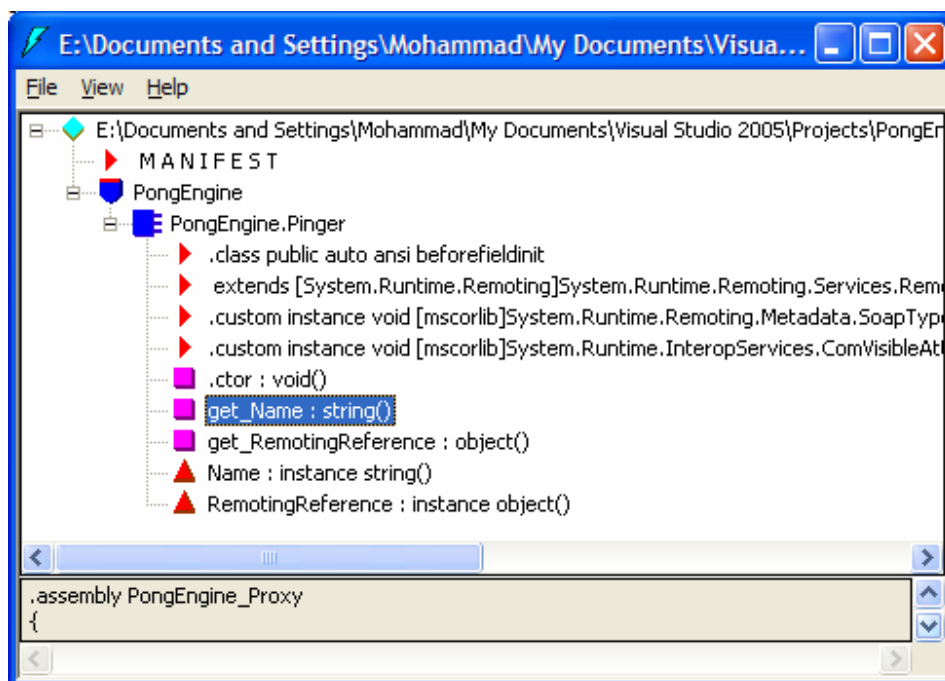 E:\Documents and Settings\Mohammad\My Documents\Visua...
File View Help
E:\Documents and Settings\Mohammad\My Documents\Visual Studio 2005\Projects\PongEn
M A N I F E S T
PongEngine
PongEngine.Pinger
.class public auto ansi beforefieldinit
extends [System.Runtime.Remoting]System.Runtime.Remoting.Services.Remo
.custom instance void [mscorlib]System.Runtime.Remoting.Metadata.SoapType
.custom instance void [mscorlib]System.Runtime.InteropServices.ComVisibleAtt
.ctor : void()
get_Name : string()
get_RemotingReference : object()
Name : instance string()
RemotingReference : instance object()
.assembly PongEngine_Proxy
{